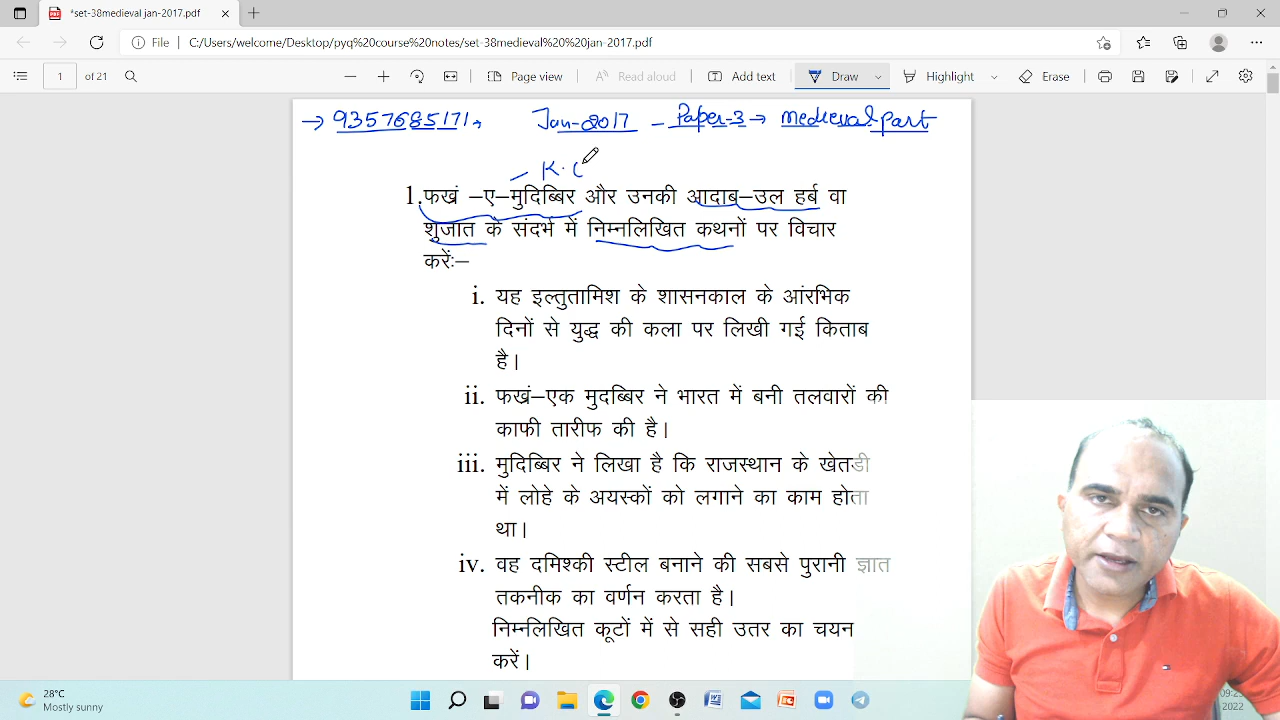 *set-38medieval jan-2017.pdf
File
C:/Users/welcome/Desktop/pyq%20course%20notes/set-38medieval%20%20jan-2017.pdf
1 of 21
Page view
Read aloud
Add text
Draw
Highlight
Erase
→ 9357685171, Jan-2017 - Paper-3 → Medieval Part
K.
1.फखं –ए–मुदिब्बिर और उनकी आदाब–उल हर्ब वा
शुजात के संदर्भ में निम्नलिखित कथनों पर विचार
करेंः–
i. यह इल्तुतामिश के शासनकाल के आंरभिक
दिनों से युद्ध की कला पर लिखी गई किताब
है।
ii. फखं–एक मुदब्बिर ने भारत में बनी तलवारों की
काफी तारीफ की है।
iii. मुदिब्बिर ने लिखा है कि राजस्थान के खेतडी
में लोहे के अयस्कों को लगाने का काम होता
था।
iv. वह दमिश्की स्टील बनाने की सबसे पुरानी ज्ञात
तकनीक का वर्णन करता है।
निम्नलिखित कूटों में से सही उतर का चयन
करें।
28°C
Mostly sunny
2022